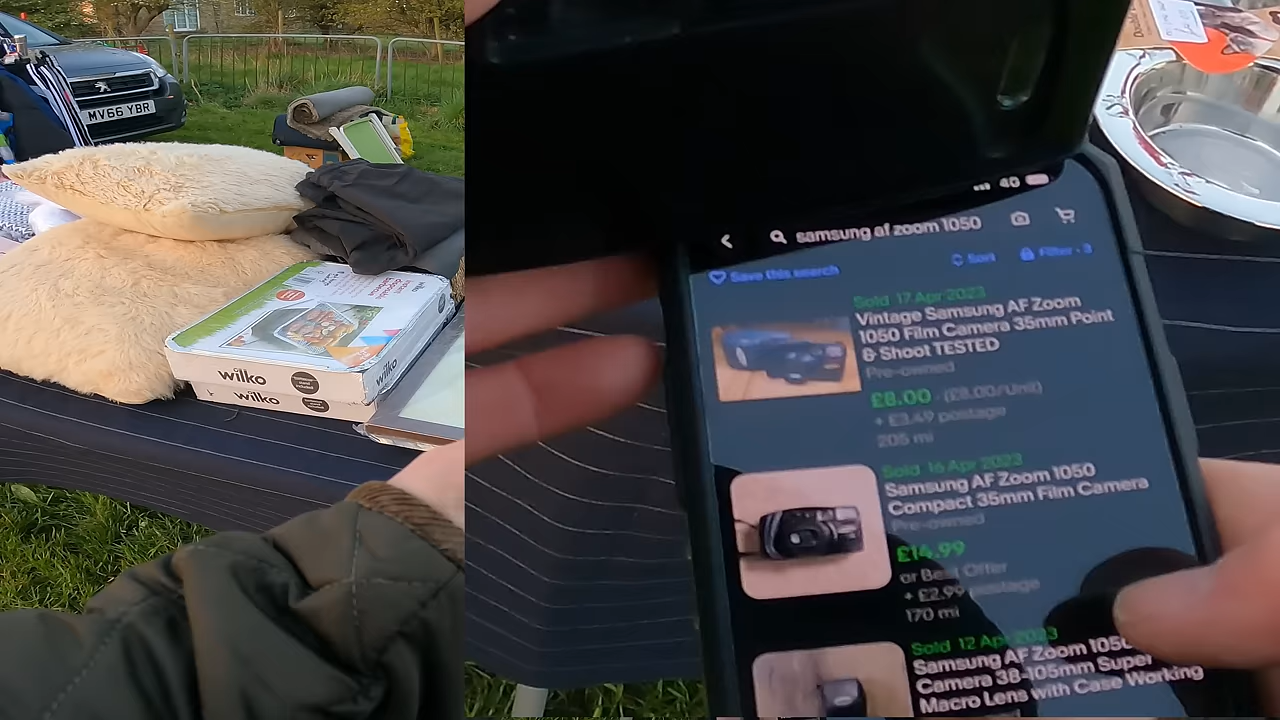 MV66 YBR
wilko
wilko
wilko
40
samsung af zoom 1050
Save this search
Sort
Filter · 3
Sold 17 Apr 2023
Vintage Samsung AF Zoom
1050 Film Camera 35mm Point
& Shoot TESTED
Pre-owned
£8.00 · (£8.00/Unit)
+ £3.49 postage
205 mi
Sold 16 Apr 2023
Samsung AF Zoom 1050
Compact 35mm Film Camera
Pre-owned
£14.99
or Best Offer
+ £2.99 postage
170 mi
Sold 12 Apr 2023
Samsung AF Zoom 1050
Camera 38-105mm Super
Macro Lens with Case Working